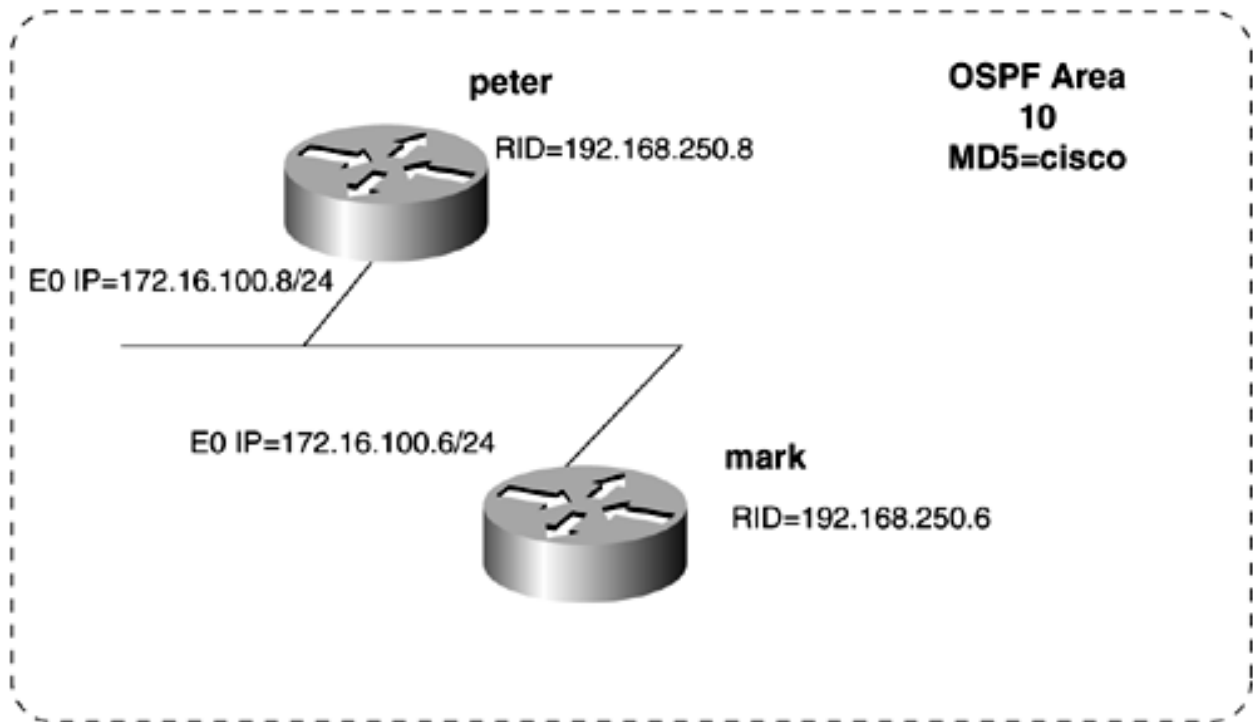 peter
OSPF Area
10
MD5=cisco
RID=192.168.250.8
E0 IP=172.16.100.8/24
E0 IP=172.16.100.6/24
mark
RID=192.168.250.6